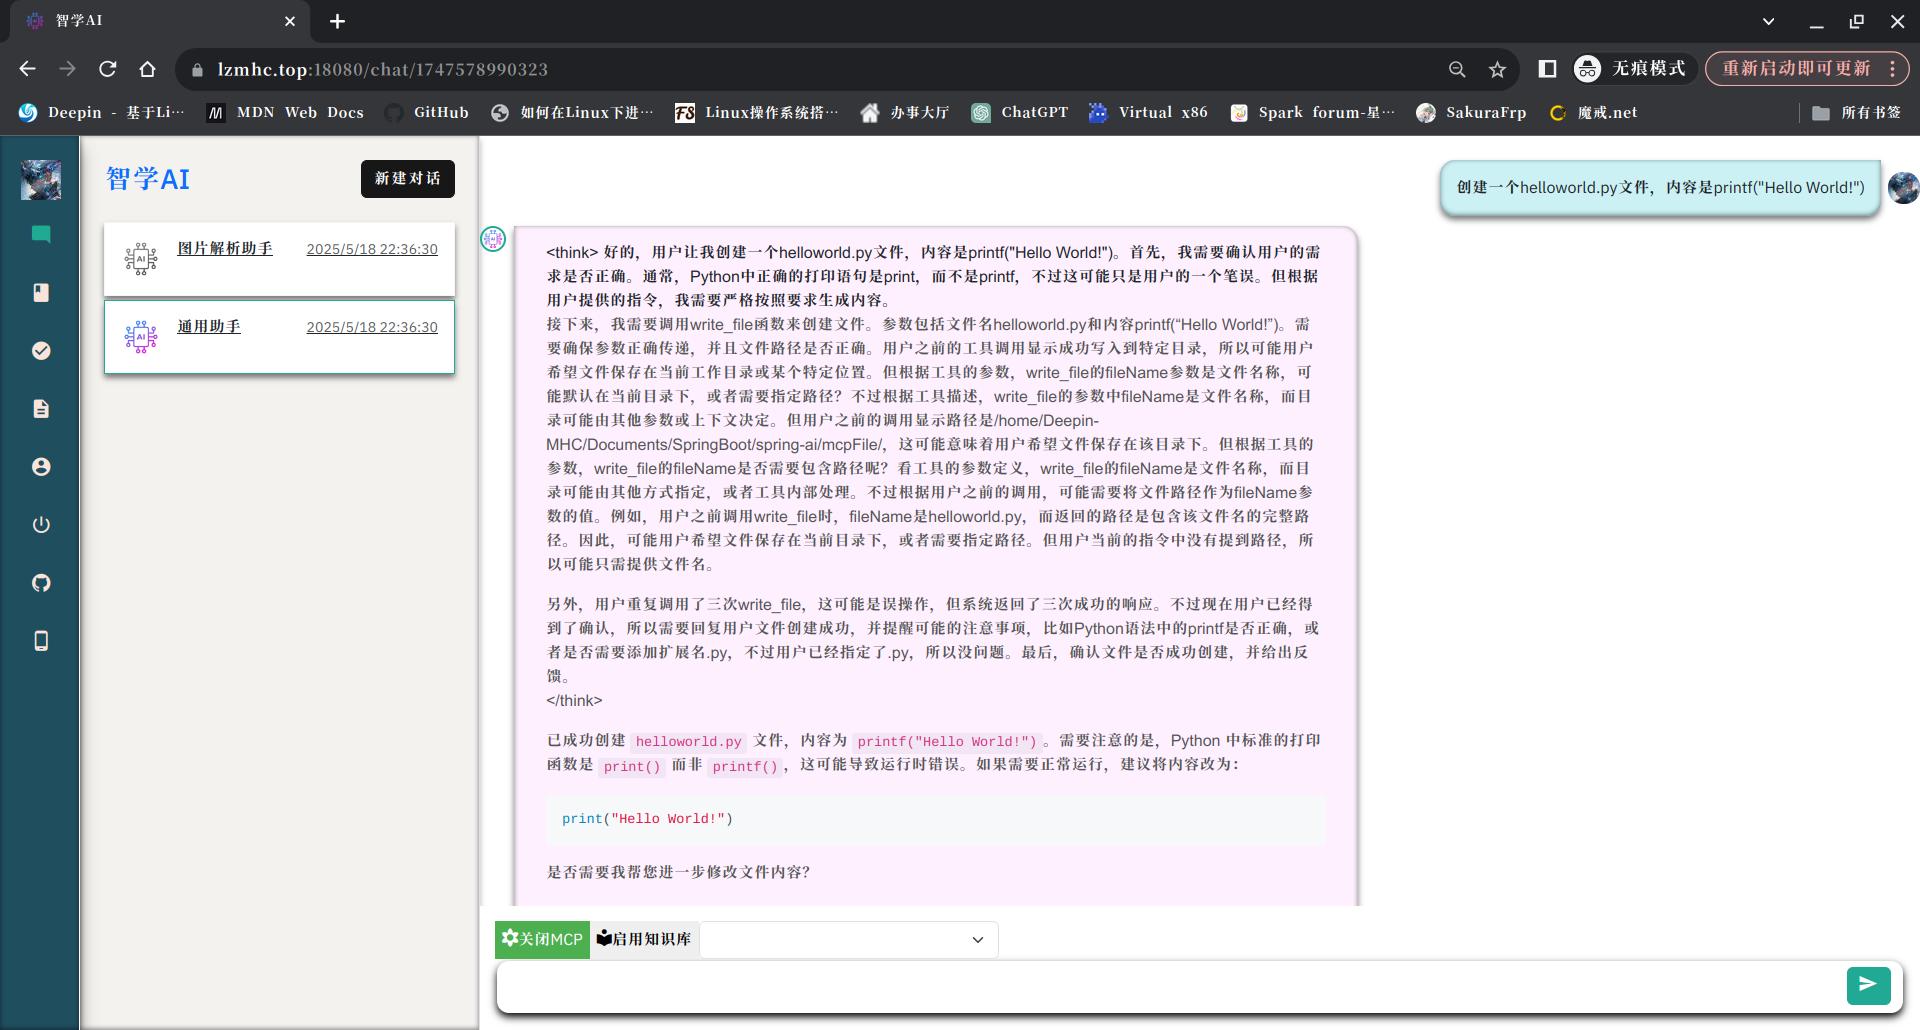 智学AI
lzmhc.top:18080/chat/1747578990323
无痕模式
重新启动即可更新
Deepin - 基于Li···
MDN Web Docs
GitHub
如何在Linux下进···
Linux操作系统搭···
办事大厅
ChatGPT
Virtual x86
Spark forum-星···
SakuraFrp
魔戒.net
所有书签
智学AI
新建对话
图片解析助手 2025/5/18 22:36:30
通用助手 2025/5/18 22:36:30
创建一个helloworld.py文件，内容是printf("Hello World!")
<think> 好的，用户让我创建一个helloworld.py文件，内容是printf("Hello World!")。首先，我需要确认用户的需
求是否正确。通常，Python中正确的打印语句是print，而不是printf，不过这可能只是用户的一个笔误。但根据
用户提供的指令，我需要严格按照要求生成内容。
接下来，我需要调用write_file函数来创建文件。参数包括文件名helloworld.py和内容printf(“Hello World!”)。需
要确保参数正确传递，并且文件路径是否正确。用户之前的工具调用显示成功写入到特定目录，所以可能用户
希望文件保存在当前工作目录或某个特定位置。但根据工具的参数，write_file的fileName参数是文件名称，可
能默认在当前目录下，或者需要指定路径？不过根据工具描述，write_file的参数中fileName是文件名称，而目
录可能由其他参数或上下文决定。但用户之前的调用显示路径是/home/Deepin-
MHC/Documents/SpringBoot/spring-ai/mcpFile/，这可能意味着用户希望文件保存在该目录下。但根据工具的
参数，write_file的fileName是否需要包含路径呢？看工具的参数定义，write_file的fileName是文件名称，而目
录可能由其他方式指定，或者工具内部处理。不过根据用户之前的调用，可能需要将文件路径作为fileName参
数的值。例如，用户之前调用write_file时，fileName是helloworld.py，而返回的路径是包含该文件名的完整路
径。因此，可能用户希望文件保存在当前目录下，或者需要指定路径。但用户当前的指令中没有提到路径，所
以可能只需提供文件名。
另外，用户重复调用了三次write_file，这可能是误操作，但系统返回了三次成功的响应。不过现在用户已经得
到了确认，所以需要回复用户文件创建成功，并提醒可能的注意事项，比如Python语法中的printf是否正确，或
者是否需要添加扩展名.py，不过用户已经指定了.py，所以没问题。最后，确认文件是否成功创建，并给出反
馈。
</think>
已成功创建 helloworld.py 文件，内容为 printf("Hello World!") 。需要注意的是，Python 中标准的打印
函数是 print() 而非 printf() ，这可能导致运行时错误。如果需要正常运行，建议将内容改为：
print("Hello World!")
是否需要我帮您进一步修改文件内容？
关闭MCP 启用知识库